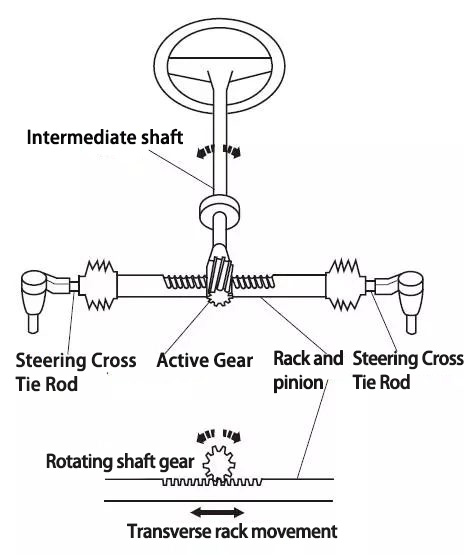 Intermediate shaft
Steering Cross
Tie Rod
Active Gear
Rack and
pinion
Steering Cross
Tie Rod
Rotating shaft gear
Transverse rack movement